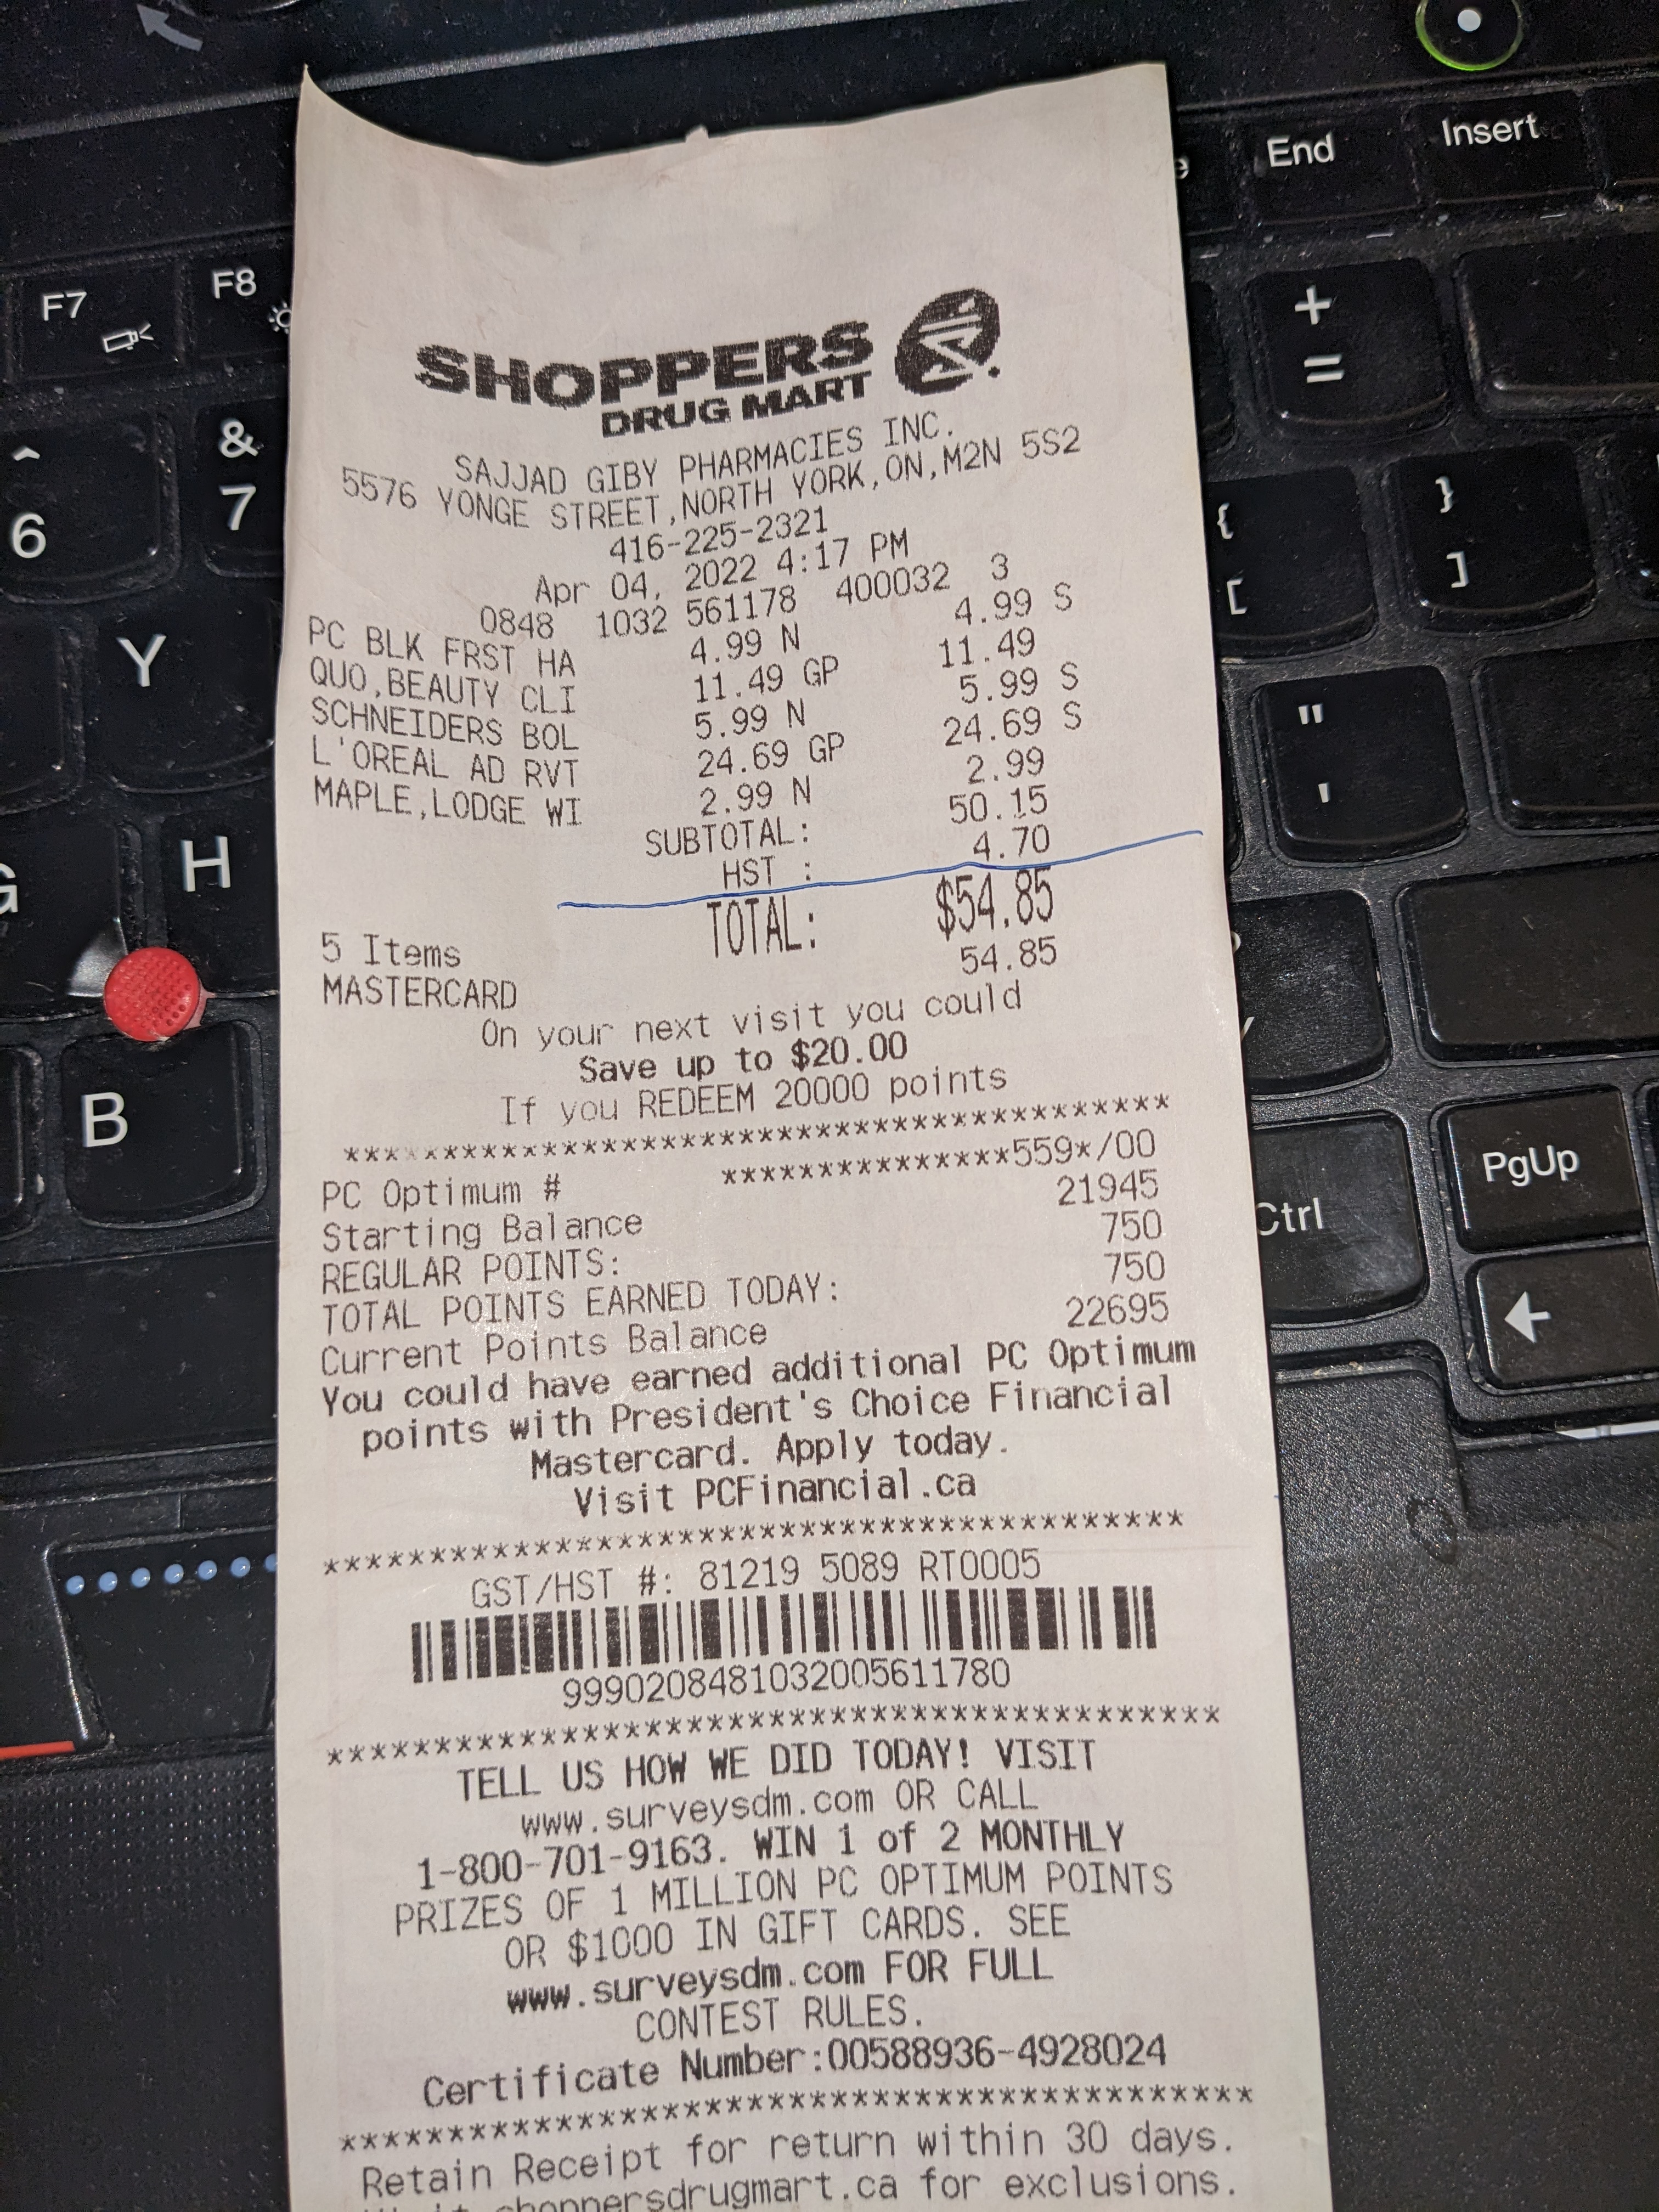 SHOPPERS
DRUG MART
SAJJAD GIBY PHARMACIES INC.
5576 YONGE STREET,NORTH YORK,ON,M2N 5S2
416-225-2321
Apr 04, 2022 4:17 PM
0848 1032 561178 400032 3
PC BLK FRST HA 4.99 N 4.99 S
QUO,BEAUTY CLI 11.49 GP 11.49
SCHNEIDERS BOL 5.99 N 5.99 S
L'OREAL AD RVT 24.69 GP 24.69 S
MAPLE,LODGE WI 2.99 N 2.99
SUBTOTAL: 50.15
HST : 4.70
TOTAL: $54.85
5 Items
MASTERCARD 54.85
On your next visit you could
Save up to $20.00
If you REDEEM 20000 points
***************************************
PC Optimum # **************559*/00
Starting Balance 21945
REGULAR POINTS: 750
TOTAL POINTS EARNED TODAY: 750
Current Points Balance 22695
You could have earned additional PC Optimum
points with President's Choice Financial
Mastercard. Apply today.
Visit PCFinancial.ca
****************************************
GST/HST #: 81219 5089 RT0005
9990208481032005611780
******************************************
TELL US HOW WE DID TODAY! VISIT
www.surveysdm.com OR CALL
1-800-701-9163. WIN 1 of 2 MONTHLY
PRIZES OF 1 MILLION PC OPTIMUM POINTS
OR $1000 IN GIFT CARDS. SEE
www.surveysdm.com FOR FULL
CONTEST RULES.
Certificate Number:00588936-4928024
*******************************************
Retain Receipt for return within 30 days.
shoppersdrugmart.ca for exclusions.
F7
F8
End
Insert
+
=
^
6
&
7
{
[
}
]
Y
"
'
G
H
B
PgUp
Ctrl